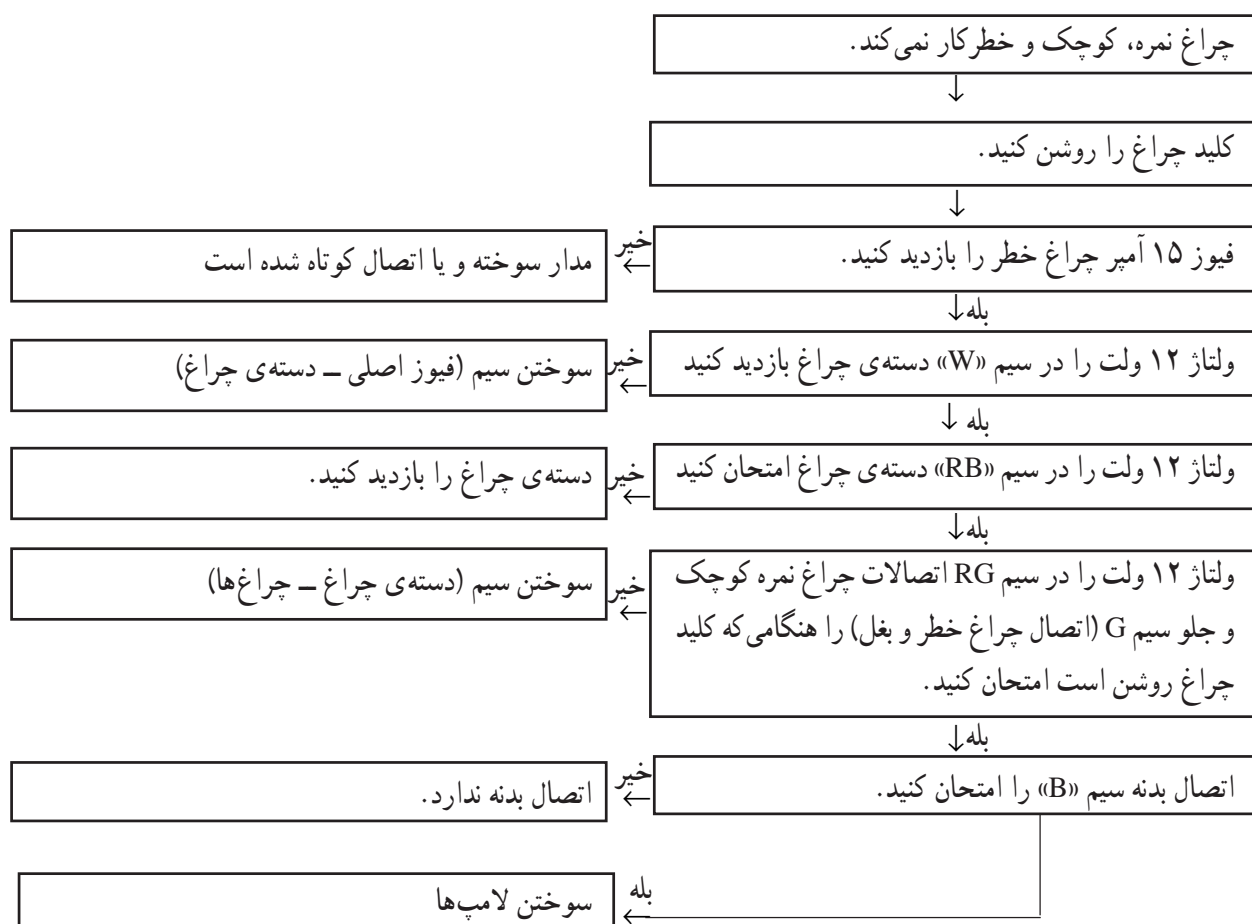 چراغ نمره، کوچک و خطرکار نمی‌کند.
↓
کلید چراغ را روشن کنید.
↓
فیوز ۱۵ آمپر چراغ خطر را بازدید کنید.
خیر
←
مدار سوخته و یا اتصال کوتاه شده است
بله↓
ولتاژ ۱۲ ولت را در سیم «W» دسته‌ی چراغ بازدید کنید
خیر
←
سوختن سیم (فیوز اصلی ــ دسته‌ی چراغ)
بله ↓
ولتاژ ۱۲ ولت را در سیم «RB» دسته‌ی چراغ امتحان کنید
خیر
←
دسته‌ی چراغ را بازدید کنید.
بله↓
ولتاژ ۱۲ ولت را در سیم RG اتصالات چراغ نمره کوچک
و جلو سیم G (اتصال چراغ خطر و بغل) را هنگامی‌که کلید
چراغ روشن است امتحان کنید.
خیر
←
سوختن سیم (دسته‌ی چراغ ــ چراغ‌ها)
بله↓
اتصال بدنه سیم «B» را امتحان کنید.
خیر
←
اتصال بدنه ندارد.
بله
←
سوختن لامپ‌ها